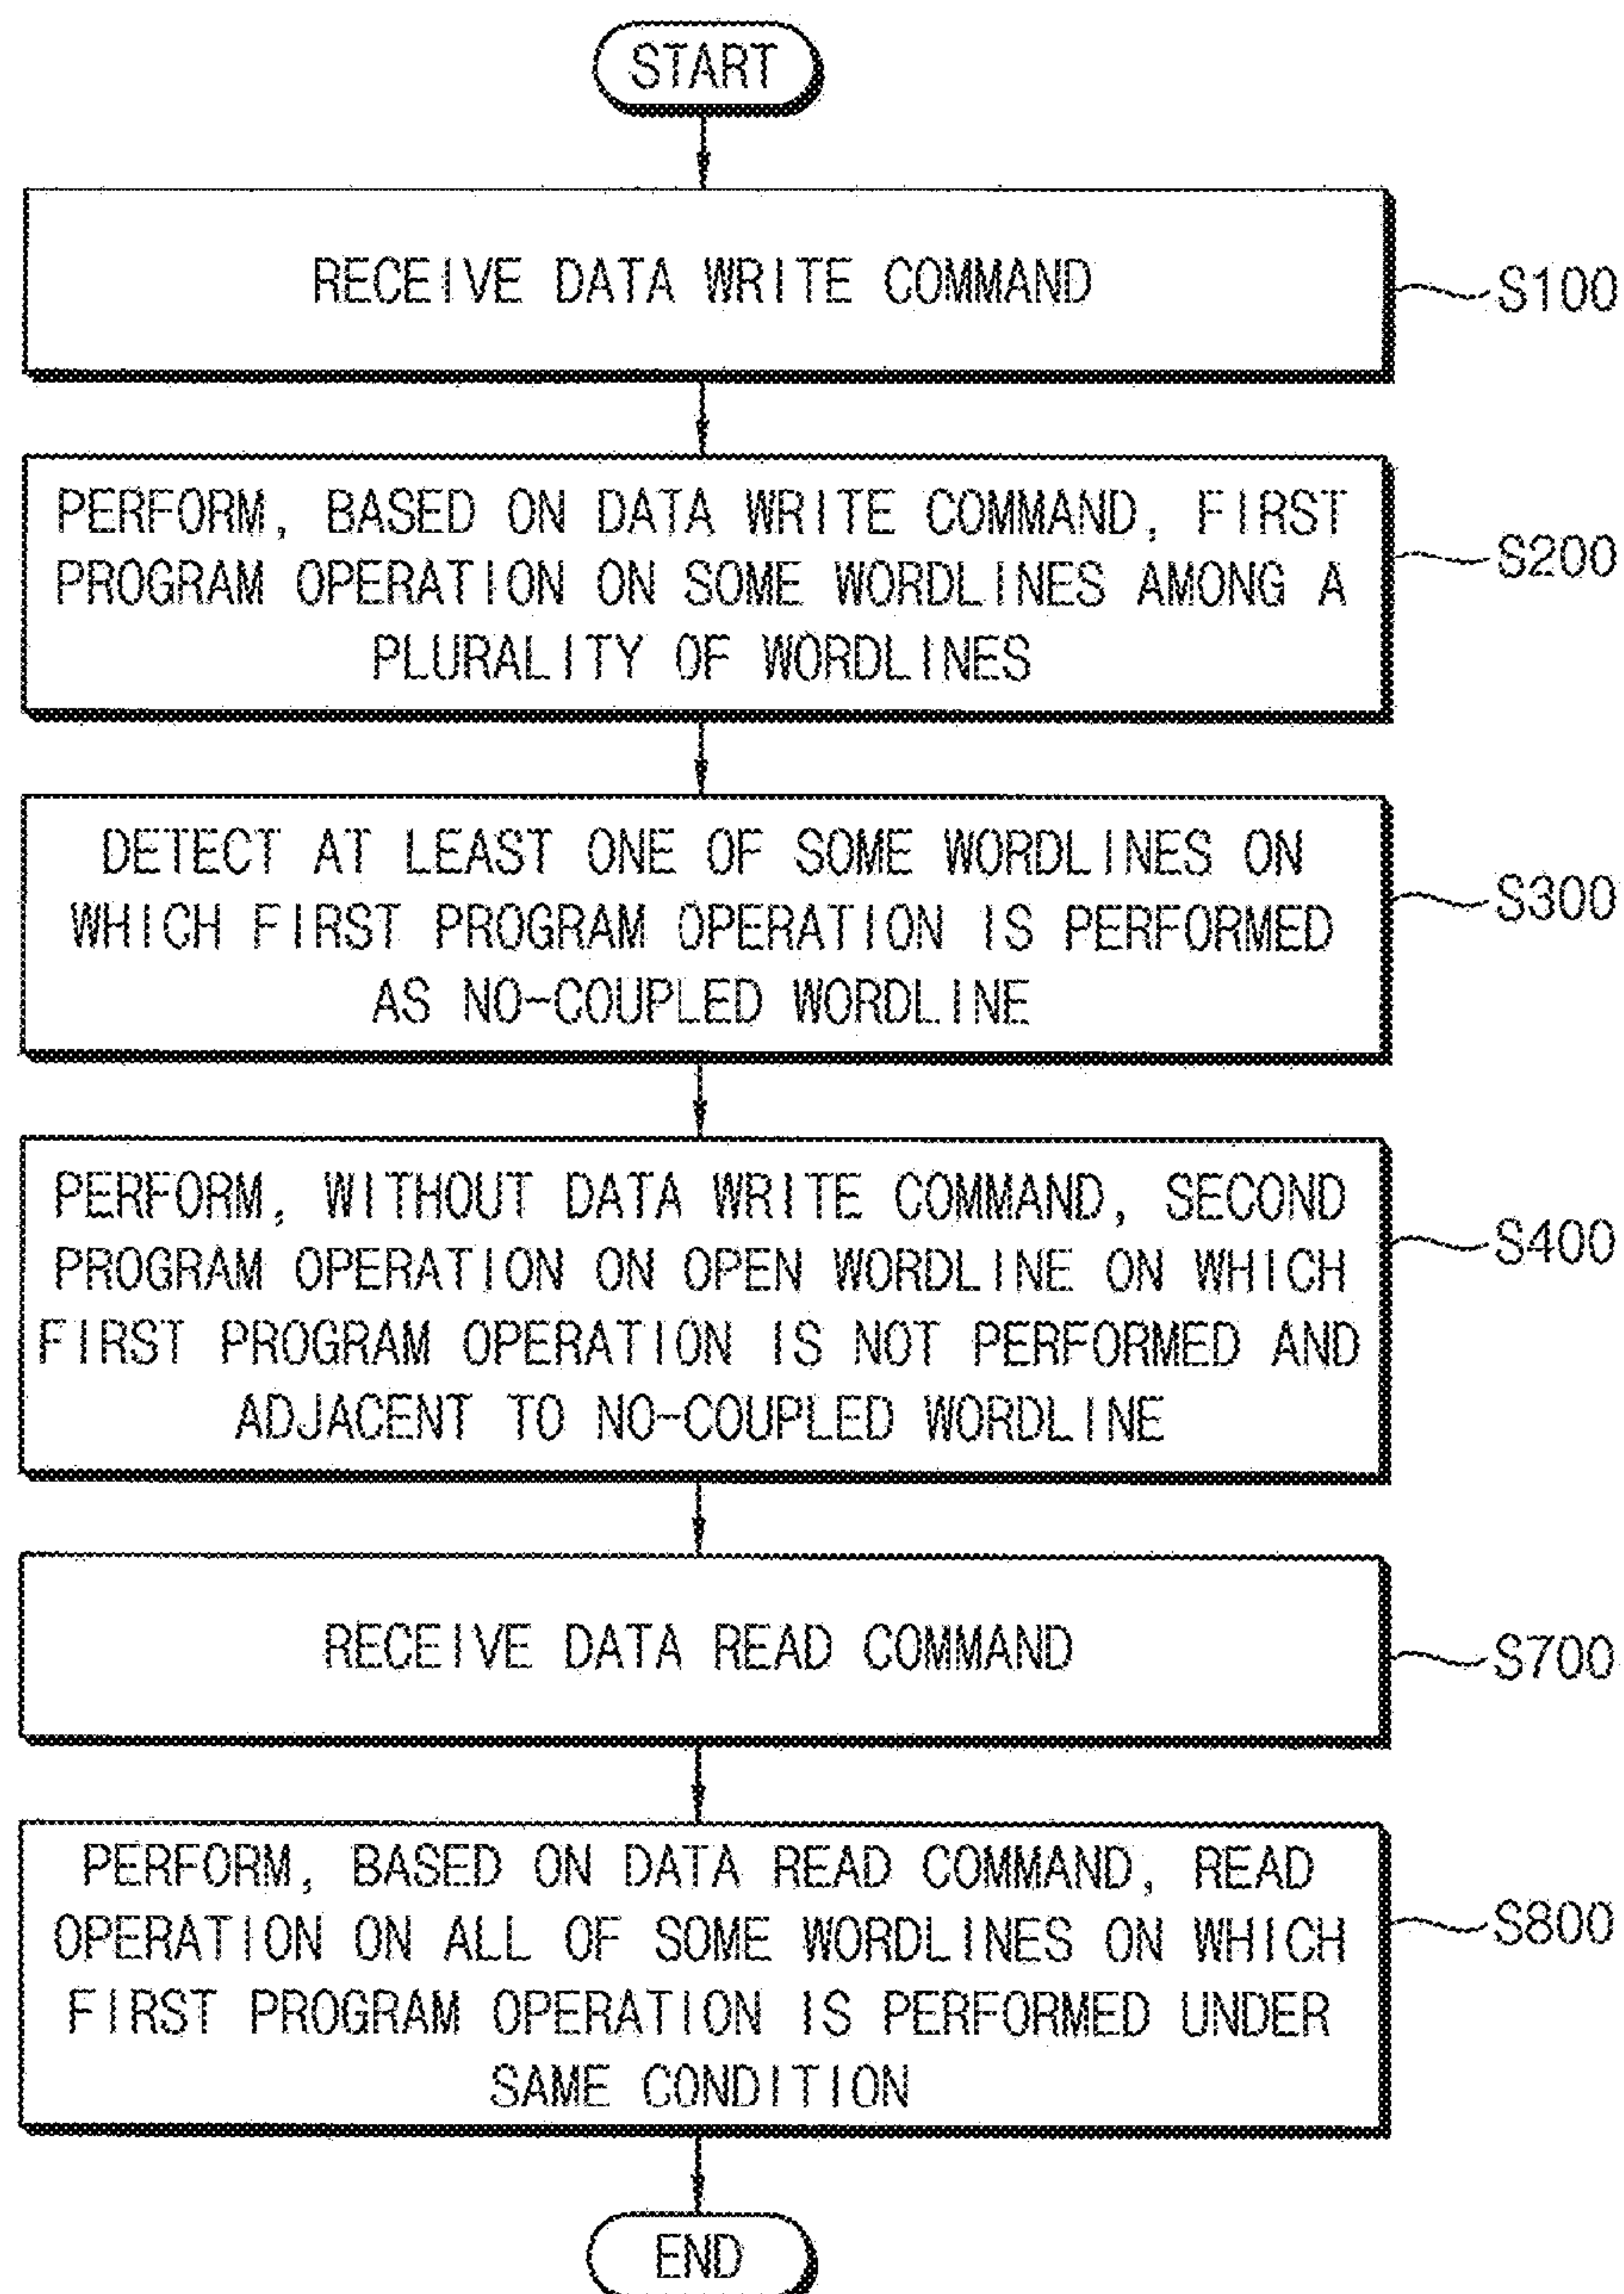 START
RECEIVE DATA WRITE COMMAND
S100
PERFORM, BASED ON DATA WRITE COMMAND, FIRST
PROGRAM OPERATION ON SOME WORDLINES AMONG A
PLURALITY OF WORDLINES
S200
DETECT AT LEAST ONE OF SOME WORDLINES ON
WHICH FIRST PROGRAM OPERATION IS PERFORMED
AS NO-COUPLED WORDLINE
S300
PERFORM, WITHOUT DATA WRITE COMMAND, SECOND
PROGRAM OPERATION ON OPEN WORDLINE ON WHICH
FIRST PROGRAM OPERATION IS NOT PERFORMED AND
ADJACENT TO NO-COUPLED WORDLINE
S400
RECEIVE DATA READ COMMAND
S700
PERFORM, BASED ON DATA READ COMMAND, READ
OPERATION ON ALL OF SOME WORDLINES ON WHICH
FIRST PROGRAM OPERATION IS PERFORMED UNDER
SAME CONDITION
S800
END